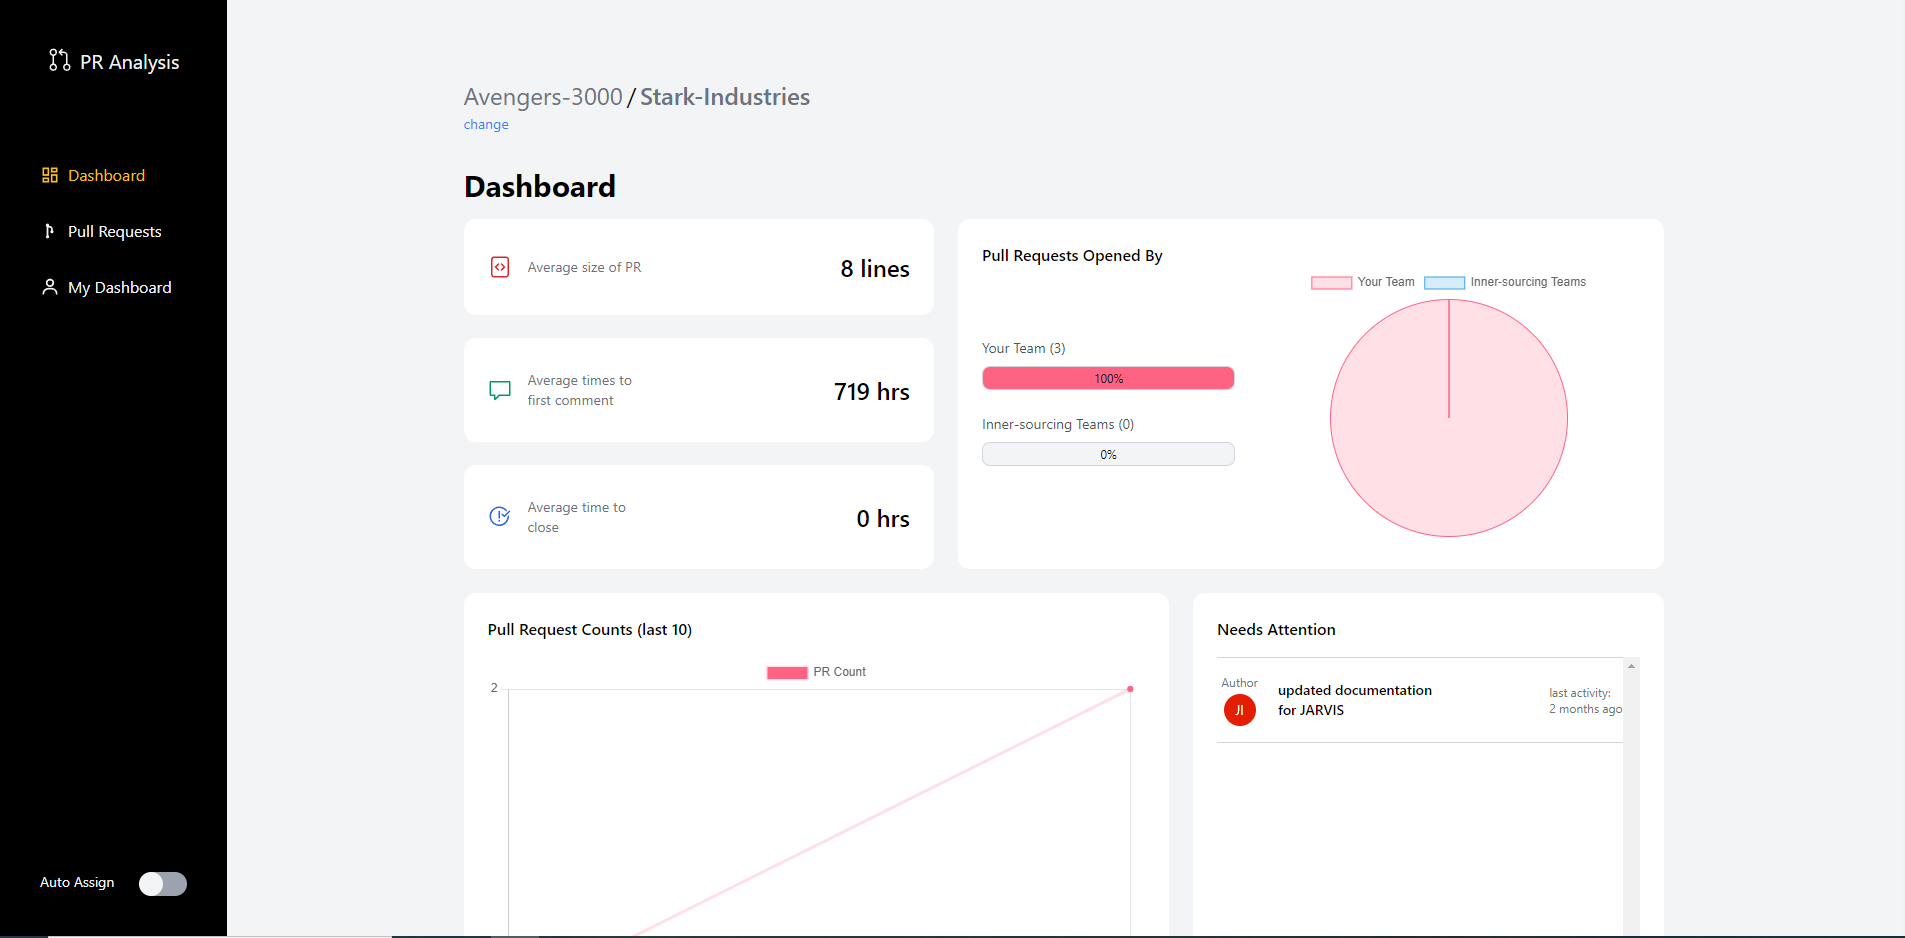 PR Analysis
Dashboard
Pull Requests
My Dashboard
Auto Assign
Avengers-3000 / Stark-Industries
change
Dashboard
Average size of PR
8 lines
Average times to
first comment
719 hrs
Average time to
close
0 hrs
Pull Requests Opened By
Your Team (3)
100%
Inner-sourcing Teams (0)
0%
Your Team
Inner-sourcing Teams
Pull Request Counts (last 10)
PR Count
2
Needs Attention
Author
JI
updated documentation
for JARVIS
last activity:
2 months ago